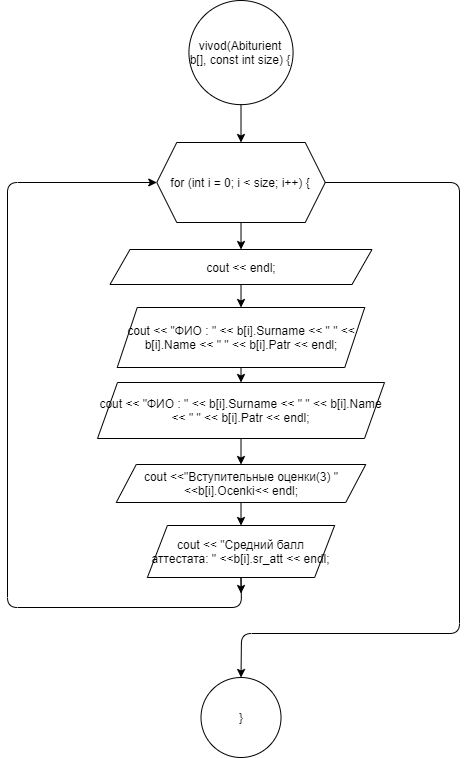 vivod(Abiturient
b[], const int size) {
for (int i = 0; i < size; i++) {
cout << endl;
cout << "ФИО : " << b[i].Surname << " " <<
b[i].Name << " " << b[i].Patr << endl;
cout << "ФИО : " << b[i].Surname << " " << b[i].Name
<< " " << b[i].Patr << endl;
cout <<"Вступительные оценки(3) "
<<b[i].Ocenki<< endl;
cout << "Средний балл
аттестата: " <<b[i].sr_att << endl;
}